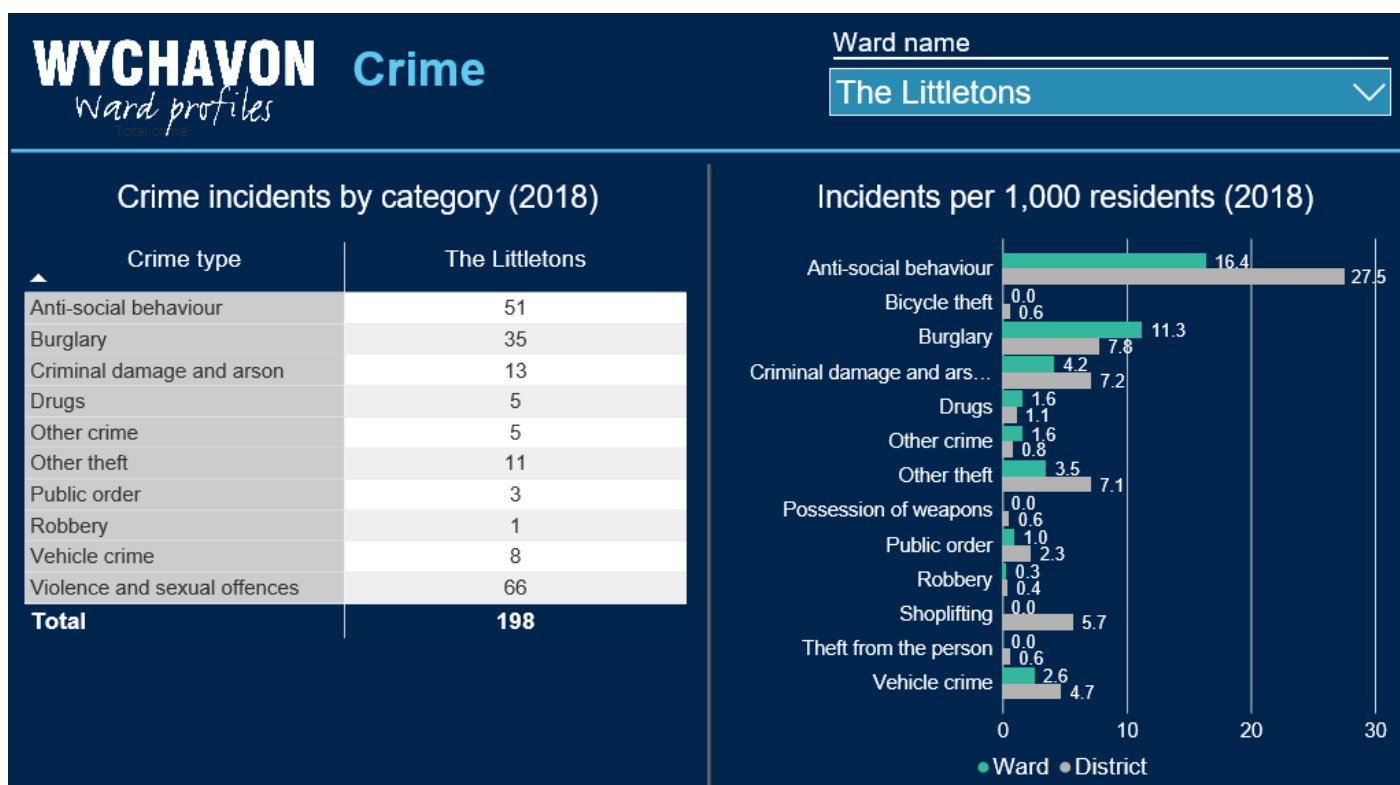 WYCHAVON
Ward profiles
Total crime
Crime
Ward name
The Littletons
Crime incidents by category (2018)
Crime type The Littletons
Anti-social behaviour 51
Burglary 35
Criminal damage and arson 13
Drugs 5
Other crime 5
Other theft 11
Public order 3
Robbery 1
Vehicle crime 8
Violence and sexual offences 66
Total 198
Incidents per 1,000 residents (2018)
Anti-social behaviour 16.4 27.5
Bicycle theft 0.0 0.6
Burglary 11.3 7.8
Criminal damage and ars... 4.2 7.2
Drugs 1.6 1.1
Other crime 1.6 0.8
Other theft 3.5 7.1
Possession of weapons 0.0 0.6
Public order 1.0 2.3
Robbery 0.3 0.4
Shoplifting 0.0 5.7
Theft from the person 0.0 0.6
Vehicle crime 2.6 4.7
0 10 20 30
Ward District